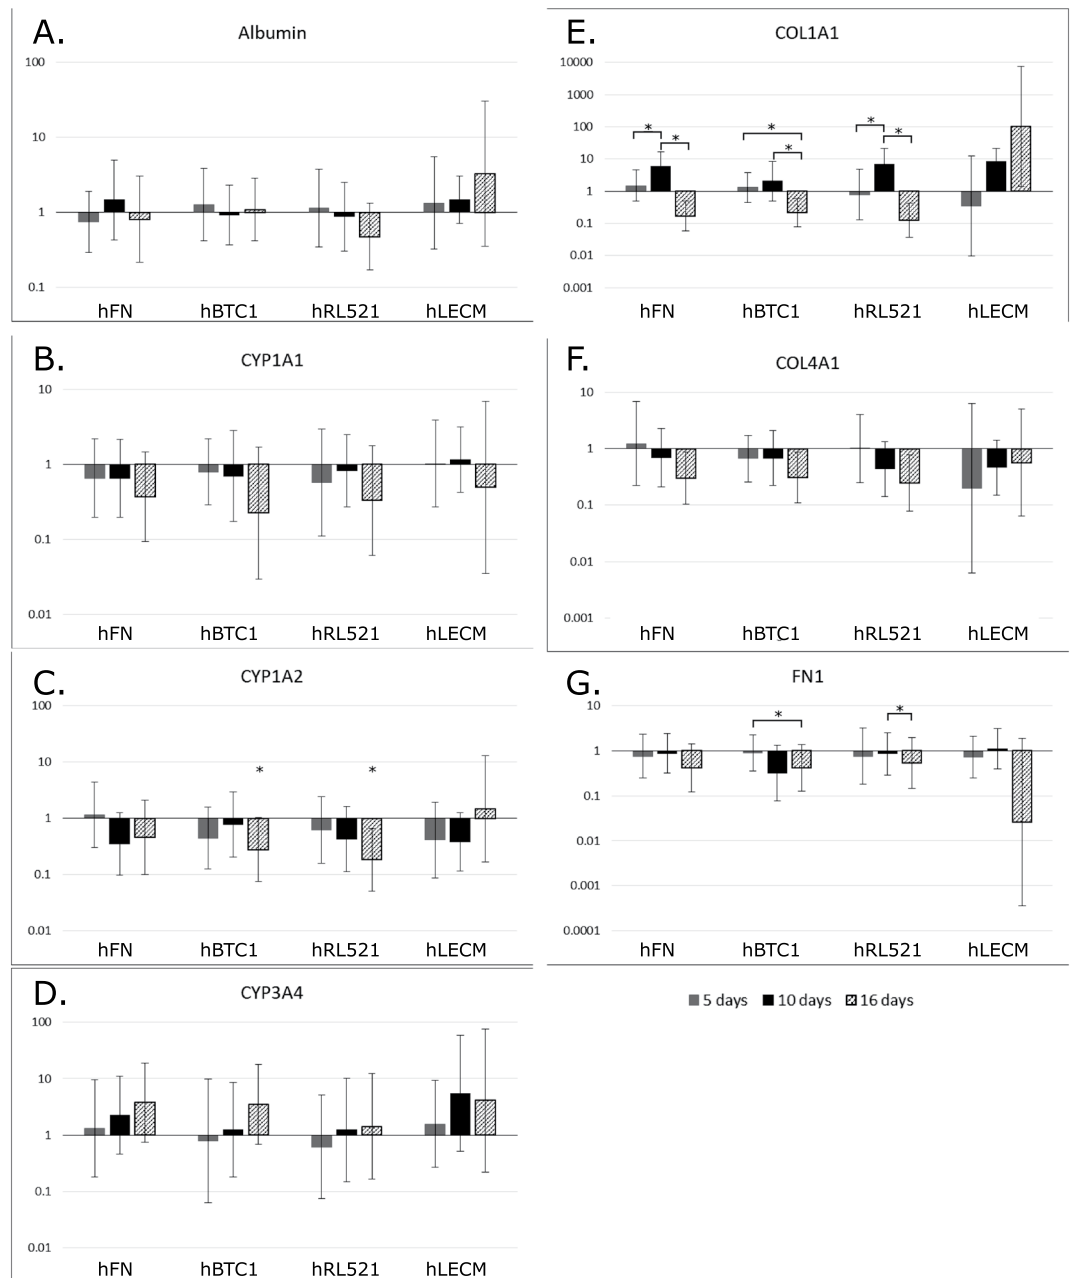 A.
Albumin
100
10
1
0.1
hFN hBTC1 hRL521 hLECM
B.
CYP1A1
10
1
0.1
0.01
hFN hBTC1 hRL521 hLECM
C.
CYP1A2
100
10
* *
1
0.1
0.01
hFN hBTC1 hRL521 hLECM
D.
CYP3A4
100
10
1
0.1
0.01
hFN hBTC1 hRL521 hLECM
E.
COL1A1
10000
1000
100
* * * * * *
10
1
0.1
0.01
0.001
hFN hBTC1 hRL521 hLECM
F.
COL4A1
10
1
0.1
0.01
0.001
hFN hBTC1 hRL521 hLECM
G.
FN1
10
* *
1
0.1
0.01
0.001
0.0001
hFN hBTC1 hRL521 hLECM
5 days 10 days 16 days